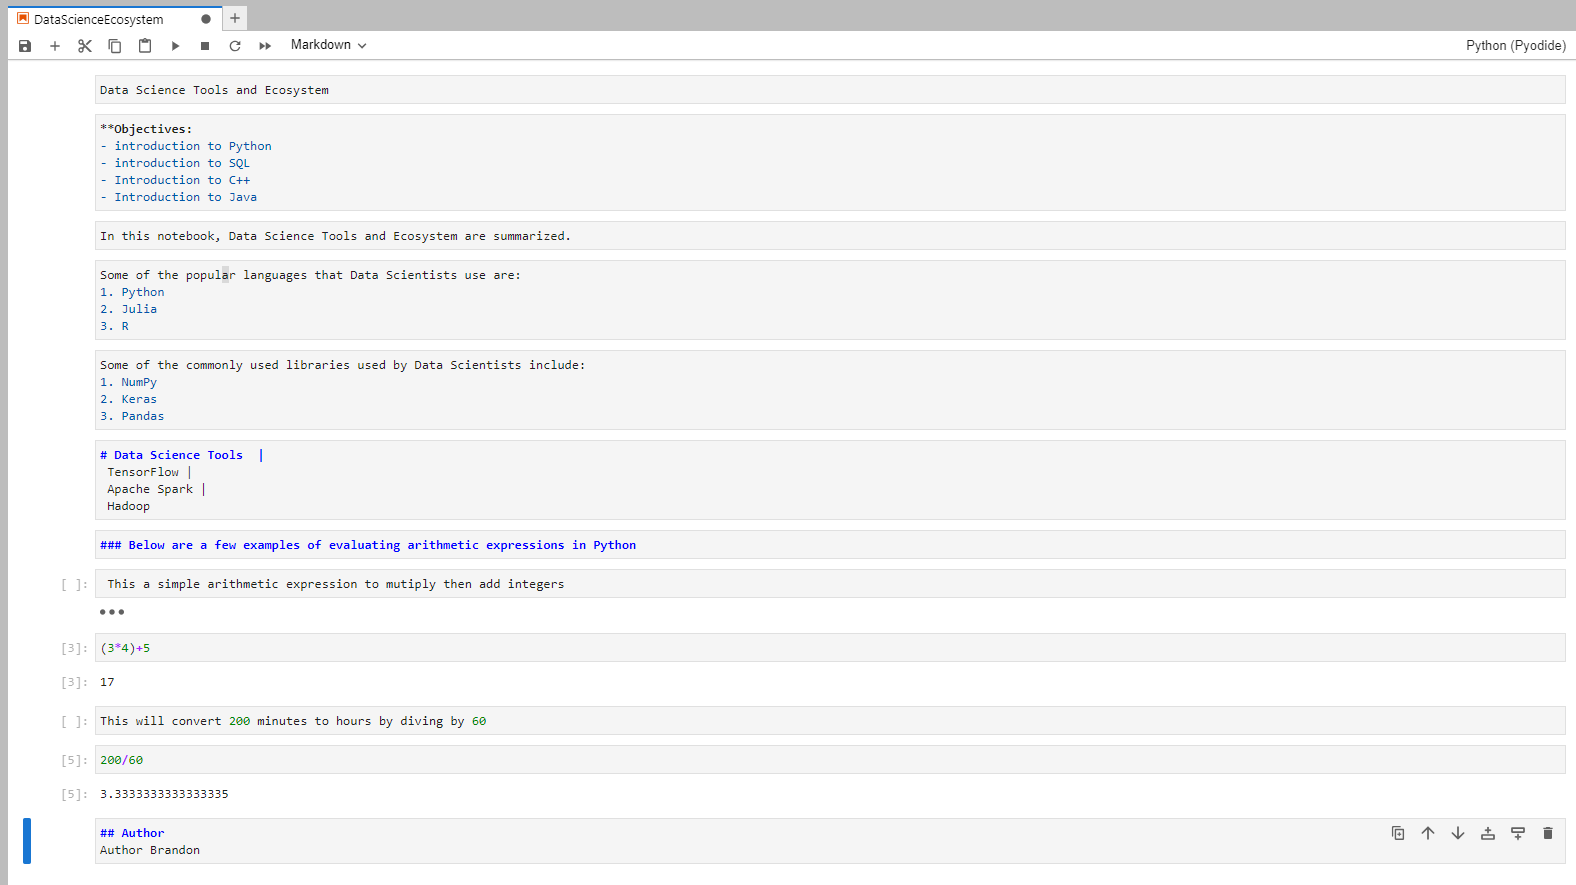 DataScienceEcosystem
Markdown
Python (Pyodide)
Data Science Tools and Ecosystem
**Objectives:
- introduction to Python
- introduction to SQL
- Introduction to C++
- Introduction to Java
In this notebook, Data Science Tools and Ecosystem are summarized.
Some of the popular languages that Data Scientists use are:
1. Python
2. Julia
3. R
Some of the commonly used libraries used by Data Scientists include:
1. NumPy
2. Keras
3. Pandas
# Data Science Tools  |
TensorFlow |
Apache Spark |
Hadoop
### Below are a few examples of evaluating arithmetic expressions in Python
[ ]: This a simple arithmetic expression to mutiply then add integers
[3]: (3*4)+5
[3]: 17
[ ]: This will convert 200 minutes to hours by diving by 60
[5]: 200/60
[5]: 3.3333333333333335
## Author
Author Brandon